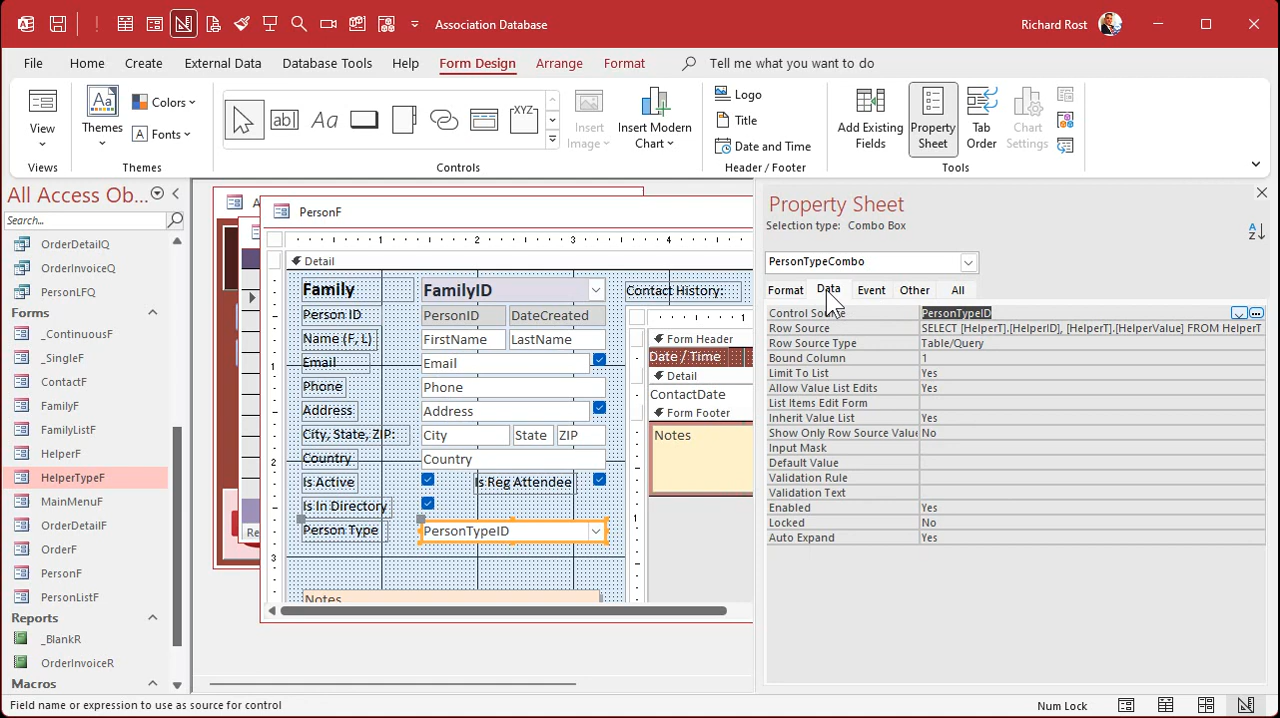 Association Database
Richard Rost
File
Home
Create
External Data
Database Tools
Help
Form Design
Arrange
Format
Tell me what you want to do
View
Views
Themes
Colors
Fonts
Themes
Controls
Insert Image
Insert Modern Chart
Logo
Title
Date and Time
Header / Footer
Add Existing Fields
Property Sheet
Tab Order
Chart Settings
Tools
All Access Ob...
Search...
OrderDetailQ
OrderInvoiceQ
PersonLFQ
Forms
_ContinuousF
_SingleF
ContactF
FamilyF
FamilyListF
HelperF
HelperTypeF
MainMenuF
OrderDetailF
OrderF
PersonF
PersonListF
Reports
_BlankR
OrderInvoiceR
Macros
PersonF
Detail
Family
FamilyID
Contact History:
Person ID
PersonID
DateCreated
Name (F, L)
FirstName
LastName
Email
Email
Phone
Phone
Address
Address
City, State, ZIP:
City
State
ZIP
Country
Country
Is Active
Is Reg Attendee
Is In Directory
Person Type
PersonTypeID
Notes
Form Header
Date / Time
Detail
ContactDate
Form Footer
Notes
Property Sheet
Selection type: Combo Box
PersonTypeCombo
Format
Data
Event
Other
All
Control Source PersonTypeID
Row Source SELECT [HelperT].[HelperID], [HelperT].[HelperValue] FROM HelperT
Row Source Type Table/Query
Bound Column 1
Limit To List Yes
Allow Value List Edits Yes
List Items Edit Form
Inherit Value List Yes
Show Only Row Source Value No
Input Mask
Default Value
Validation Rule
Validation Text
Enabled Yes
Locked No
Auto Expand Yes
Field name or expression to use as source for control
Num Lock